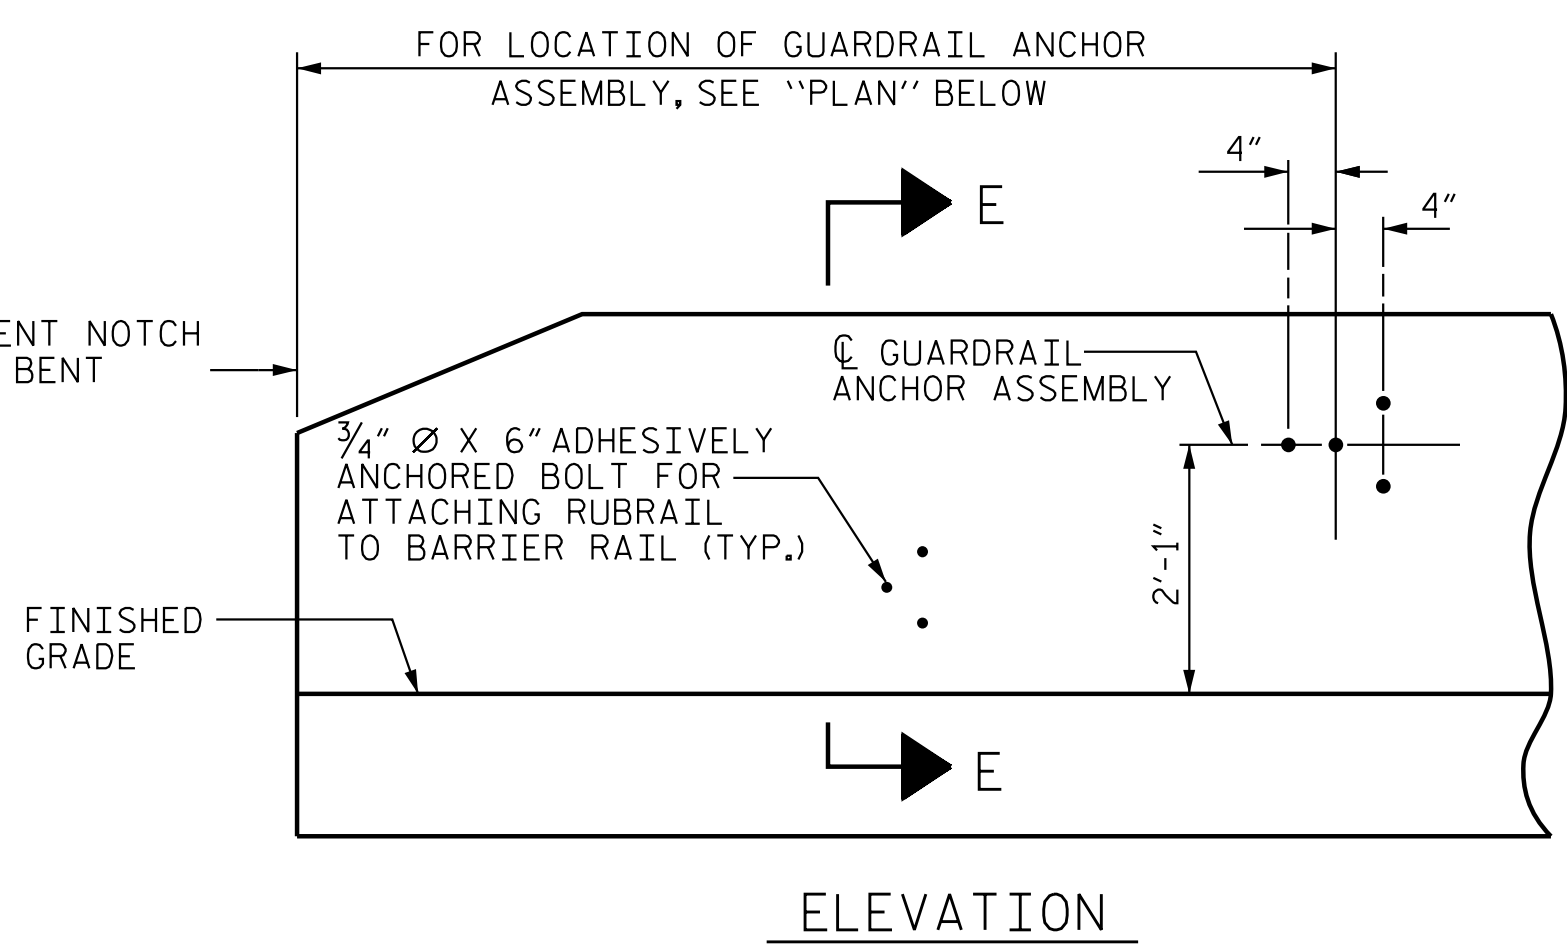 FOR LOCATION OF GUARDRAIL ANCHOR
ASSEMBLY, SEE "PLAN" BELOW
4"
E
4"
NOTCH
BENT
℄ GUARDRAIL
ANCHOR ASSEMBLY
3/4" Ø X 6" ADHESIVELY
ANCHORED BOLT FOR
ATTACHING RUBRAIL
TO BARRIER RAIL (TYP.)
2'-1"
FINISHED
GRADE
E
ELEVATION